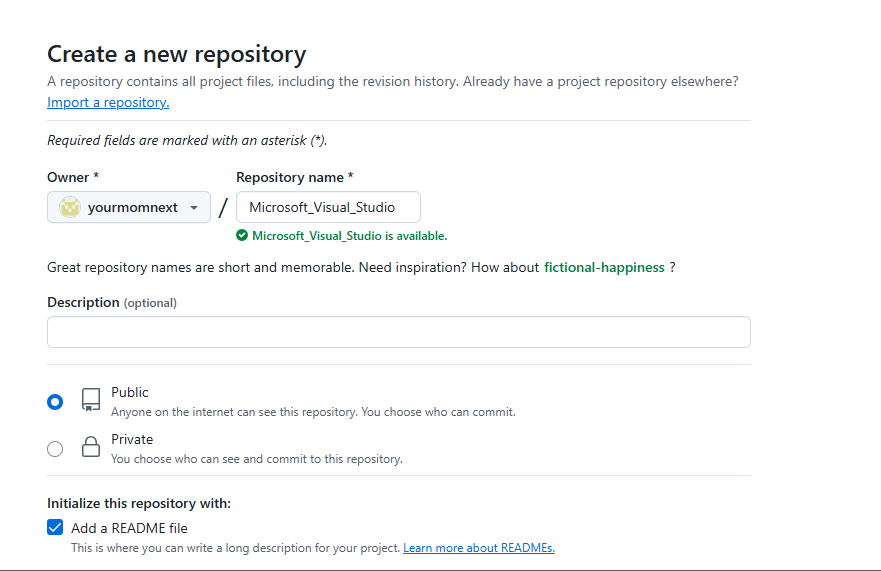 Create a new repository
A repository contains all project files, including the revision history. Already have a project repository elsewhere?
Import a repository.
Required fields are marked with an asterisk (*).
Owner * Repository name *
yourmomnext / Microsoft_Visual_Studio
Microsoft_Visual_Studio is available.
Great repository names are short and memorable. Need inspiration? How about fictional-happiness ?
Description (optional)
Public
Anyone on the internet can see this repository. You choose who can commit.
Private
You choose who can see and commit to this repository.
Initialize this repository with:
Add a README file
This is where you can write a long description for your project. Learn more about READMEs.